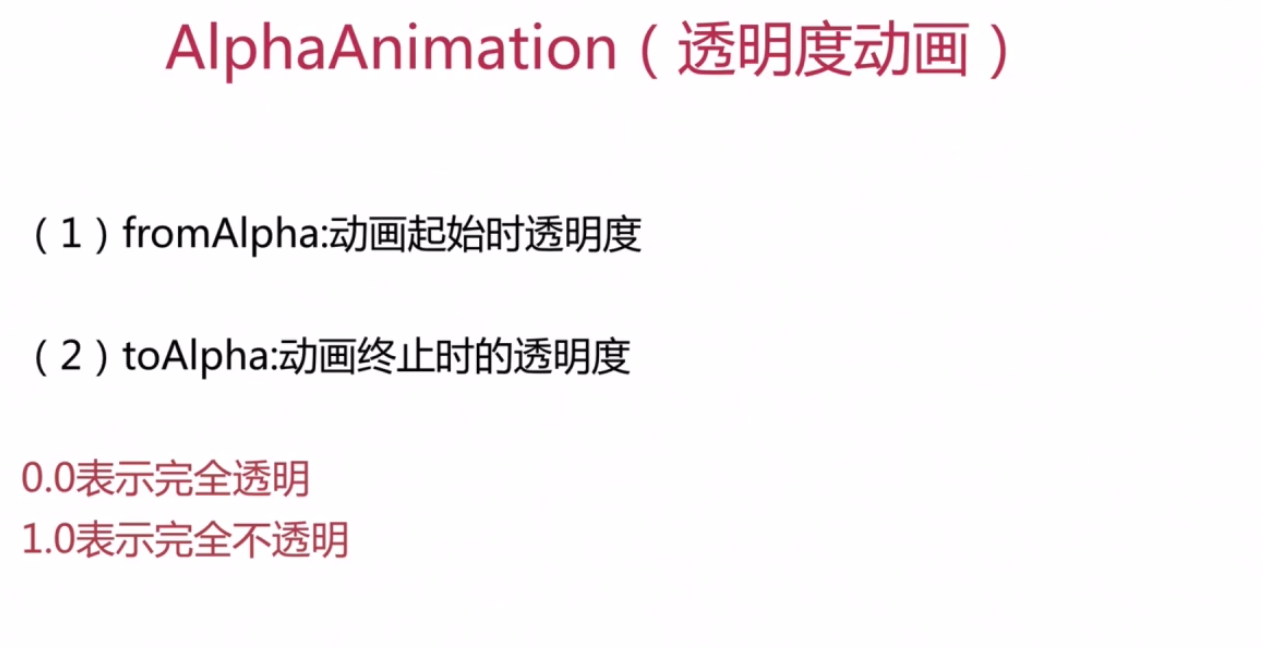 AlphaAnimation（透明度动画）
（1）fromAlpha:动画起始时透明度
（2）toAlpha:动画终止时的透明度
0.0表示完全透明
1.0表示完全不透明